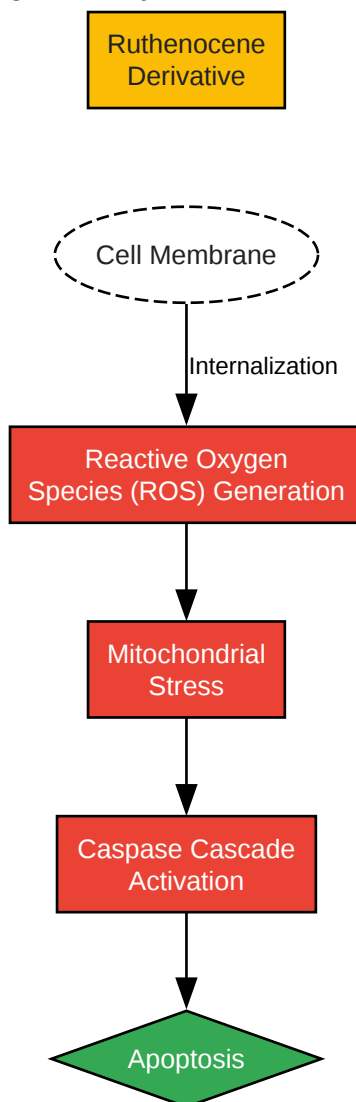 Ruthenocene
Derivative
Cell Membrane
Internalization
Reactive Oxygen
Species (ROS) Generation
Mitochondrial
Stress
Caspase Cascade
Activation
Apoptosis